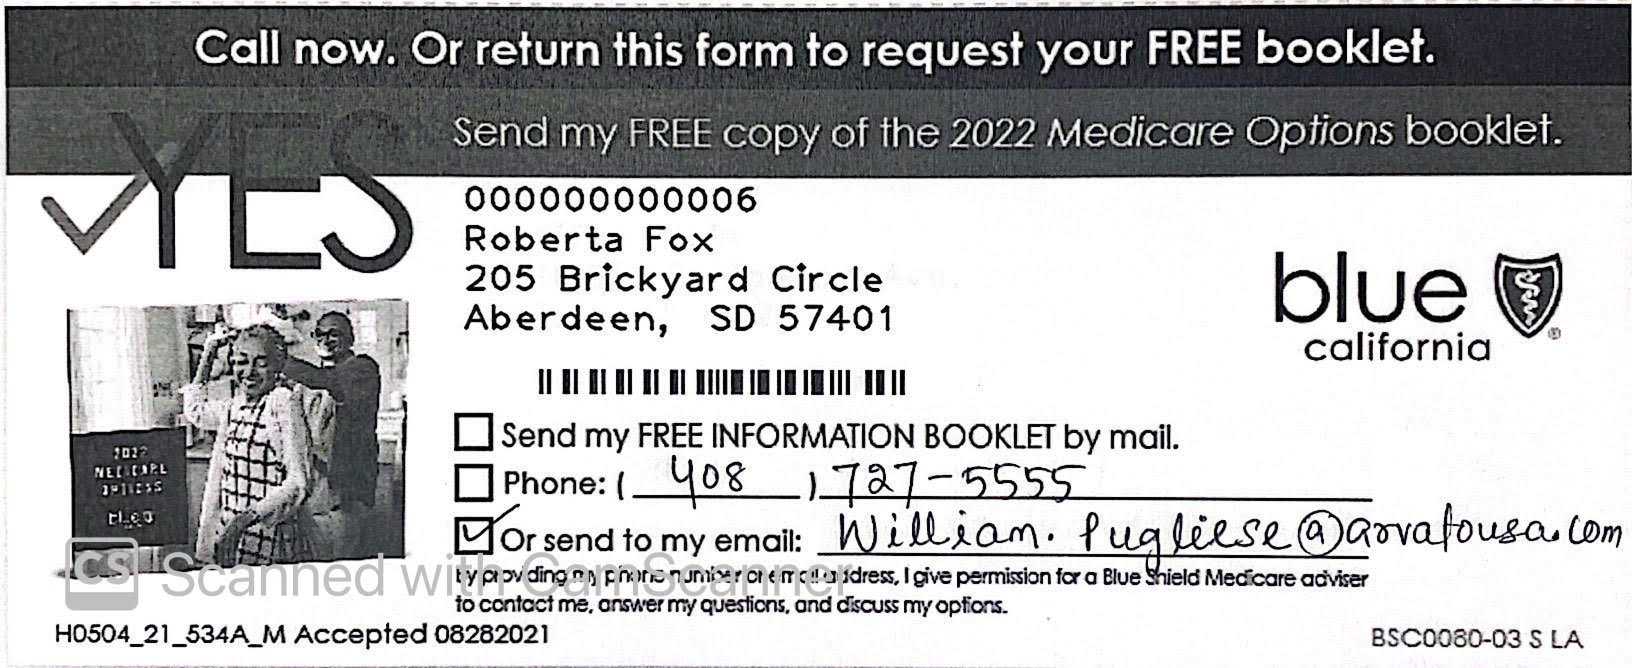 Call now. Or return this form to request your FREE booklet.
Send my FREE copy of the 2022 Medicare Options booklet.
YES
000000000006
Roberta Fox
205 Brickyard Circle
Aberdeen, SD 57401
blue
california
Send my FREE INFORMATION BOOKLET by mail.
Phone: ( 408 ) 727-5555
Or send to my email: William.Pugliese@arvatousa.com
by providing my phone number or email address, I give permission for a Blue Shield Medicare adviser
to contact me, answer my questions, and discuss my options.
2022
MEDICARE
OPTIONS
CS Scanned with CamScanner
H0504_21_534A_M Accepted 08282021
BSC0080-03 S LA